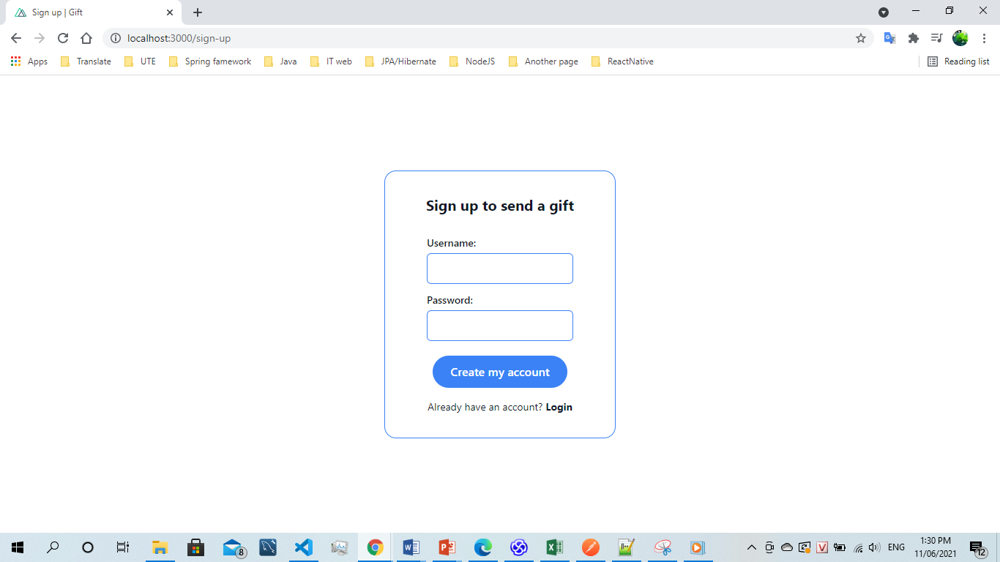 Sign up | Gift
localhost:3000/sign-up
Apps Translate UTE Spring famework Java IT web JPA/Hibernate NodeJS Another page ReactNative Reading list
Sign up to send a gift
Username:
Password:
Create my account
Already have an account? Login
8
ENG
1:30 PM
11/06/2021
12